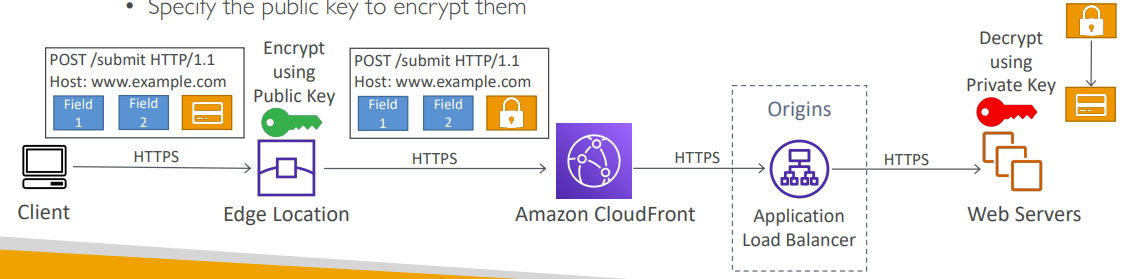 • Specify the public key to encrypt them
POST /submit HTTP/1.1
Host: www.example.com
Field 1
Field 2
Encrypt using Public Key
POST /submit HTTP/1.1
Host: www.example.com
Field 1
Field 2
Decrypt using Private Key
Origins
HTTPS
HTTPS
HTTPS
HTTPS
Client
Edge Location
Amazon CloudFront
Application Load Balancer
Web Servers